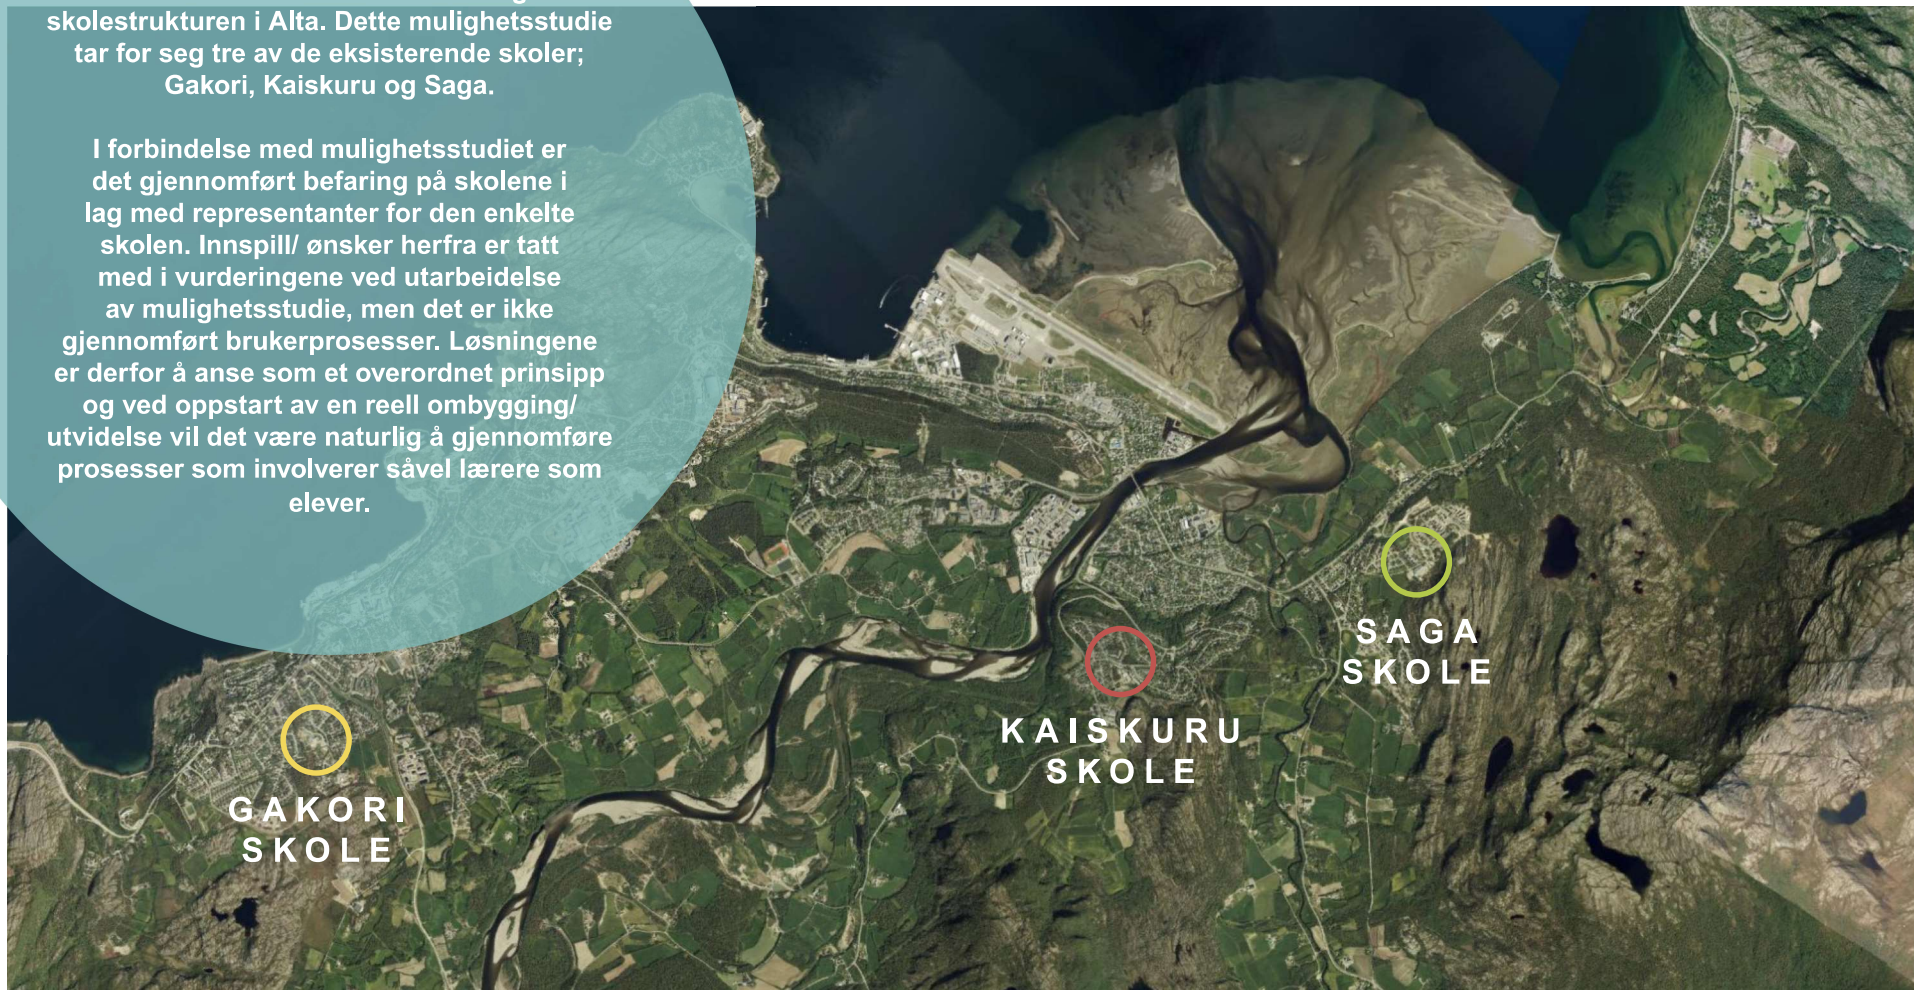 skolestrukturen i Alta. Dette mulighetsstudie
tar for seg tre av de eksisterende skoler;
Gakori, Kaiskuru og Saga.
I forbindelse med mulighetsstudiet er
det gjennomført befaring på skolene i
lag med representanter for den enkelte
skolen. Innspill/ ønsker herfra er tatt
med i vurderingene ved utarbeidelse
av mulighetsstudie, men det er ikke
gjennomført brukerprosesser. Løsningene
er derfor å anse som et overordnet prinsipp
og ved oppstart av en reell ombygging/
utvidelse vil det være naturlig å gjennomføre
prosesser som involverer såvel lærere som
elever.
SAGA
SKOLE
KAISKURU
SKOLE
GAKORI
SKOLE